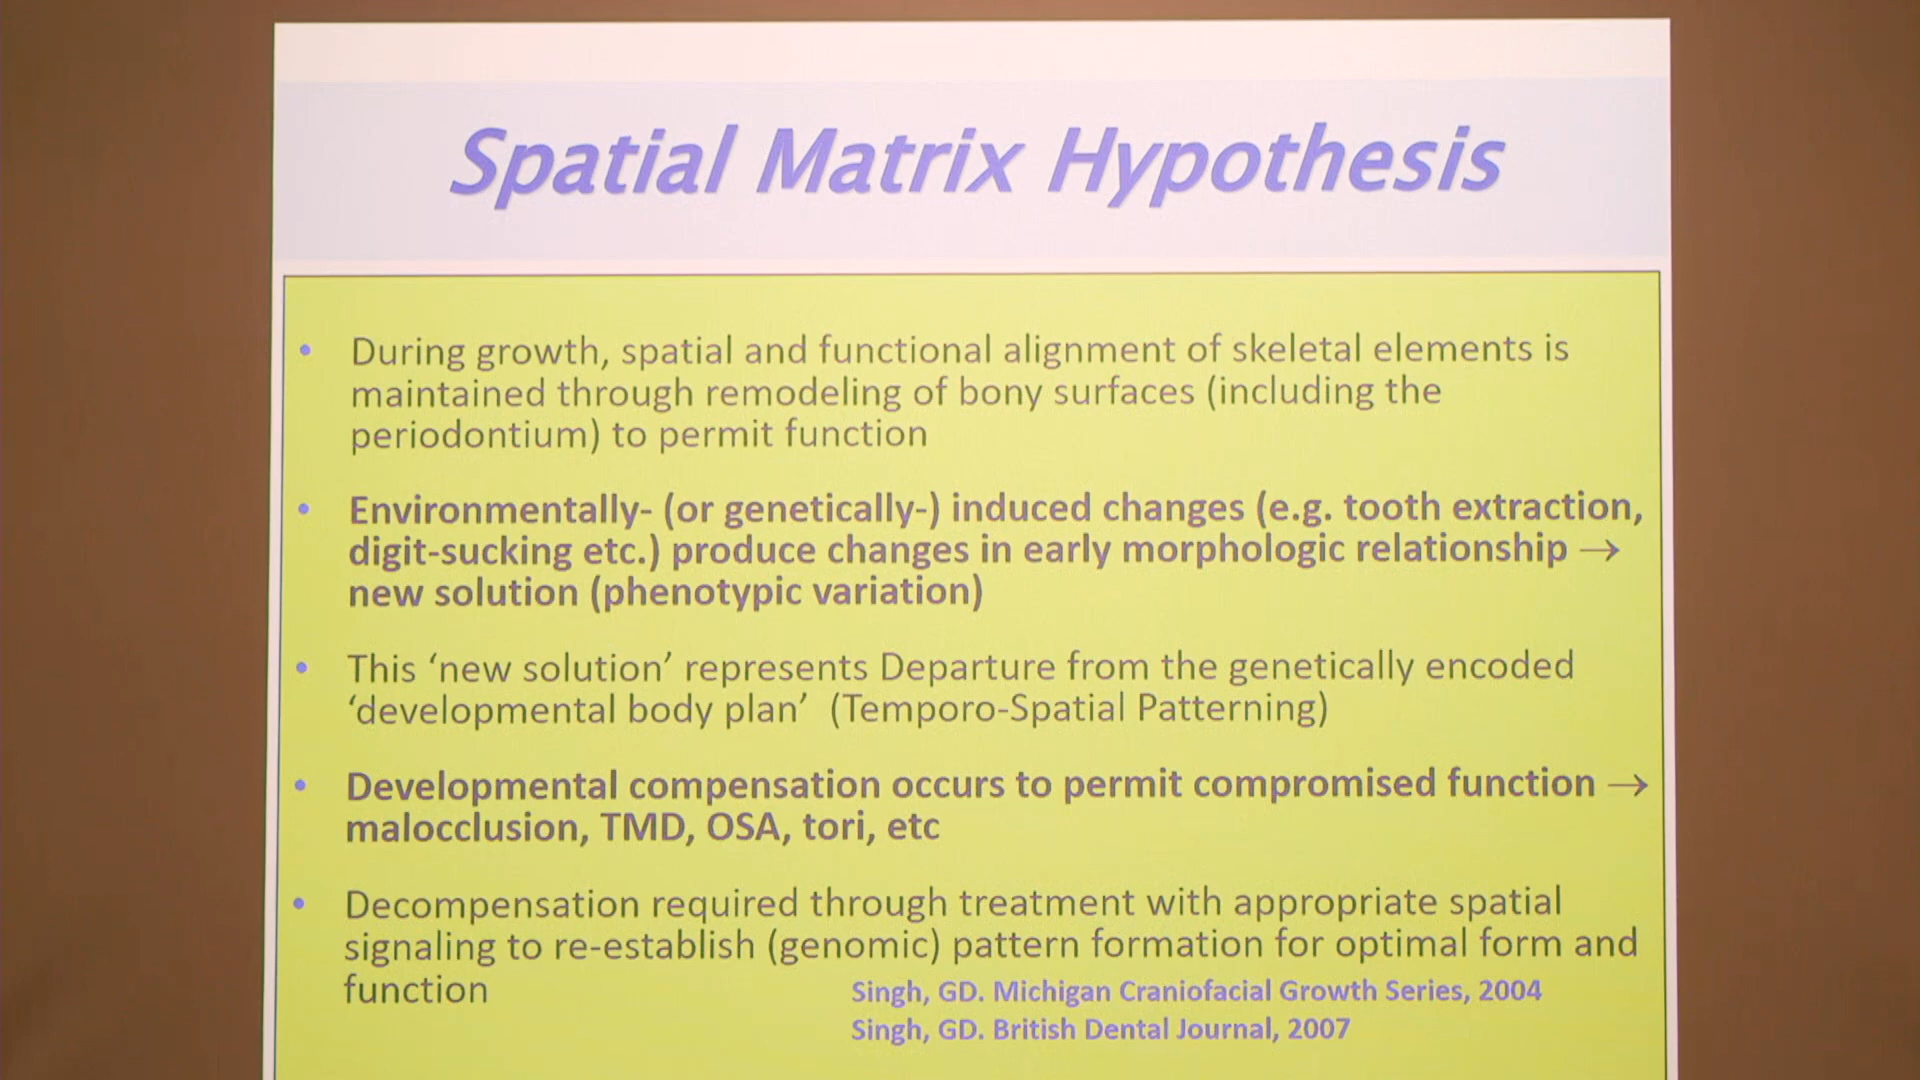 Spatial Matrix Hypothesis
• During growth, spatial and functional alignment of skeletal elements is
maintained through remodeling of bony surfaces (including the
periodontium) to permit function
• Environmentally- (or genetically-) induced changes (e.g. tooth extraction,
digit-sucking etc.) produce changes in early morphologic relationship →
new solution (phenotypic variation)
• This ‘new solution’ represents Departure from the genetically encoded
‘developmental body plan’ (Temporo-Spatial Patterning)
• Developmental compensation occurs to permit compromised function →
malocclusion, TMD, OSA, tori, etc
• Decompensation required through treatment with appropriate spatial
signaling to re-establish (genomic) pattern formation for optimal form and
function
Singh, GD. Michigan Craniofacial Growth Series, 2004
Singh, GD. British Dental Journal, 2007